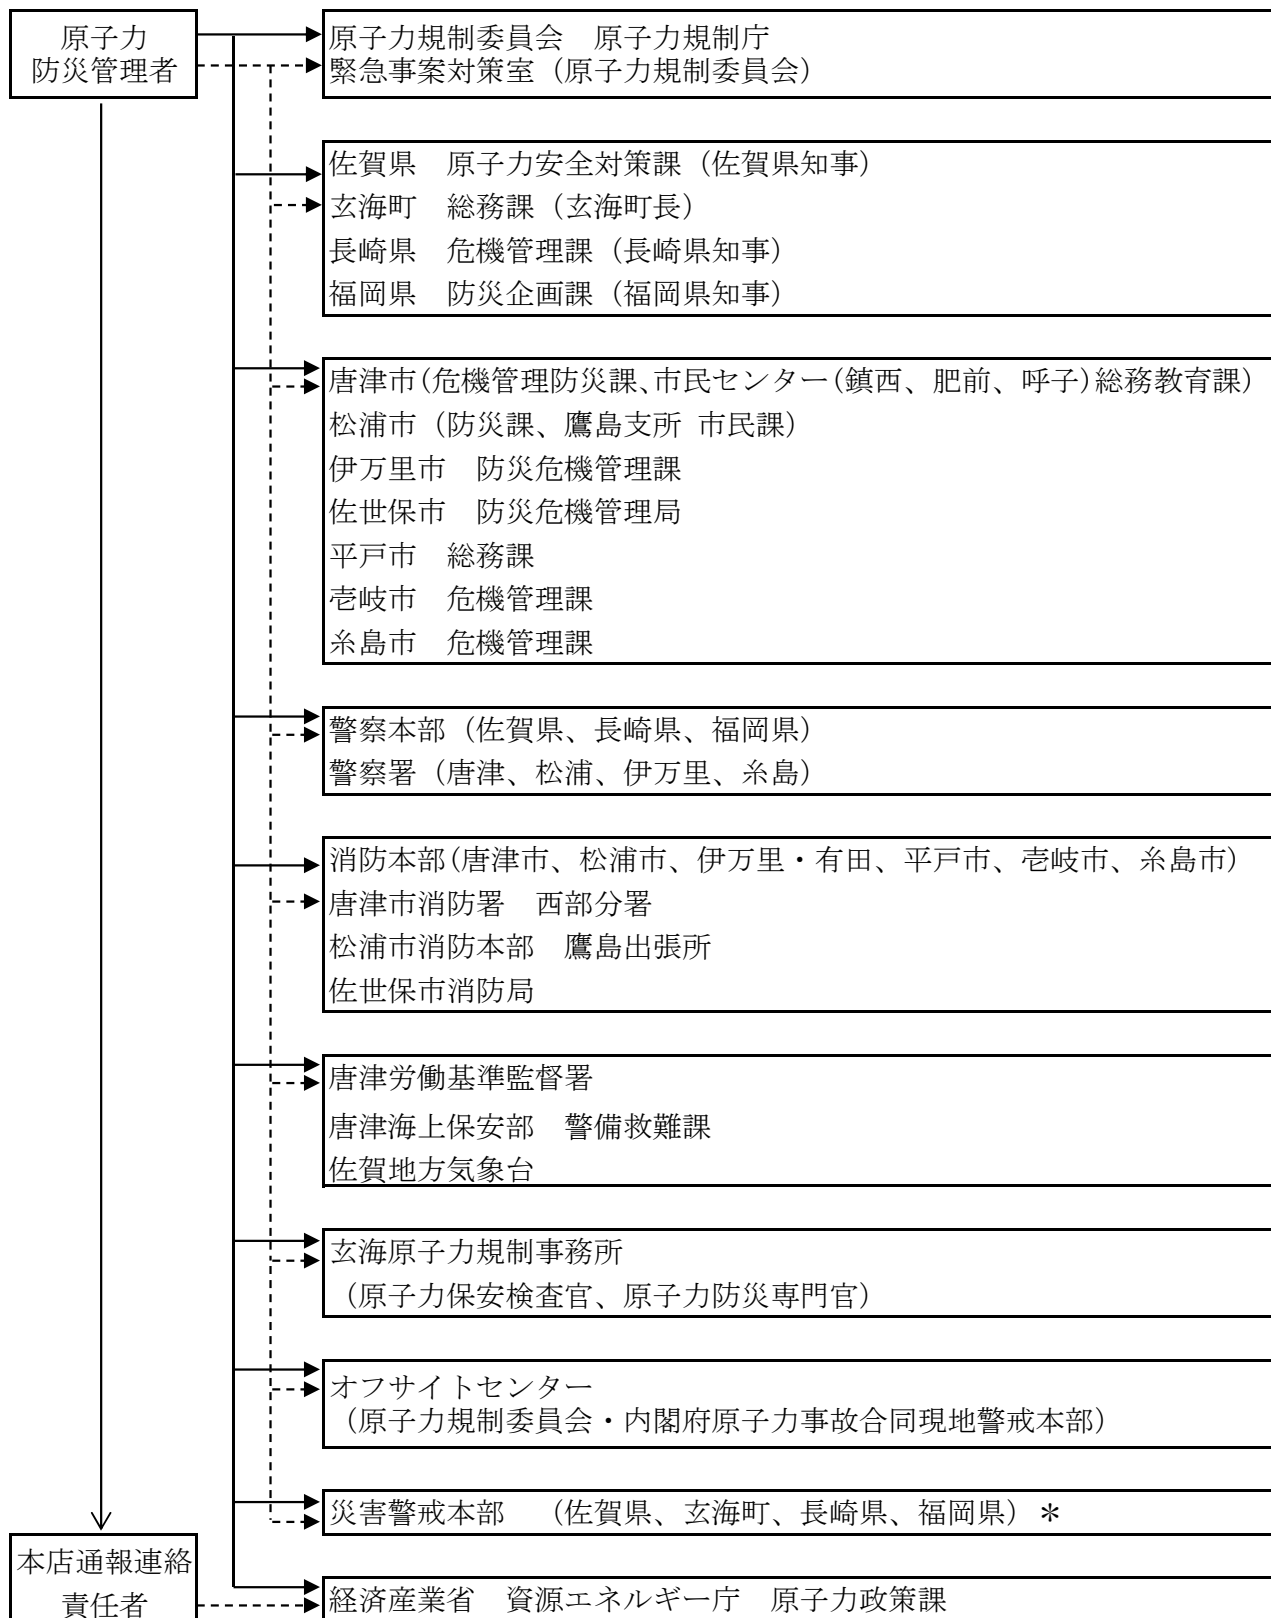 原子力
防災管理者
原子力規制委員会　原子力規制庁
緊急事案対策室（原子力規制委員会）
佐賀県　原子力安全対策課（佐賀県知事）
玄海町　総務課（玄海町長）
長崎県　危機管理課（長崎県知事）
福岡県　防災企画課（福岡県知事）
唐津市(危機管理防災課、市民センター(鎮西、肥前、呼子)総務教育課)
松浦市（防災課、鷹島支所 市民課）
伊万里市　防災危機管理課
佐世保市　防災危機管理局
平戸市　総務課
壱岐市　危機管理課
糸島市　危機管理課
警察本部（佐賀県、長崎県、福岡県）
警察署（唐津、松浦、伊万里、糸島）
消防本部(唐津市、松浦市、伊万里・有田、平戸市、壱岐市、糸島市)
唐津市消防署　西部分署
松浦市消防本部　鷹島出張所
佐世保市消防局
唐津労働基準監督署
唐津海上保安部　警備救難課
佐賀地方気象台
玄海原子力規制事務所
（原子力保安検査官、原子力防災専門官）
オフサイトセンター
（原子力規制委員会・内閣府原子力事故合同現地警戒本部）
災害警戒本部　（佐賀県、玄海町、長崎県、福岡県）＊
本店通報連絡
責任者
経済産業省　資源エネルギー庁　原子力政策課